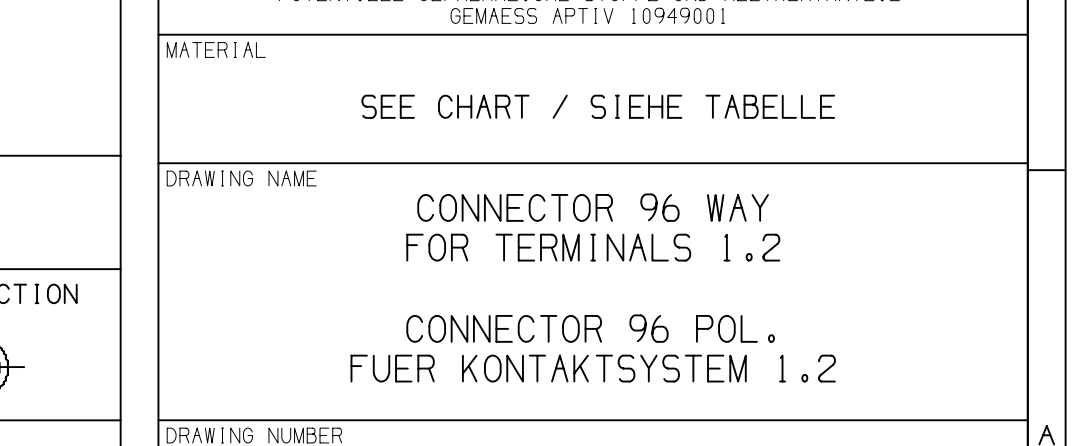 GEMAESS APTIV 10949001
MATERIAL
SEE CHART / SIEHE TABELLE
DRAWING NAME
CONNECTOR 96 WAY
FOR TERMINALS 1.2
CONNECTOR 96 POL.
FUER KONTAKTSYSTEM 1.2
CTION
DRAWING NUMBER
A